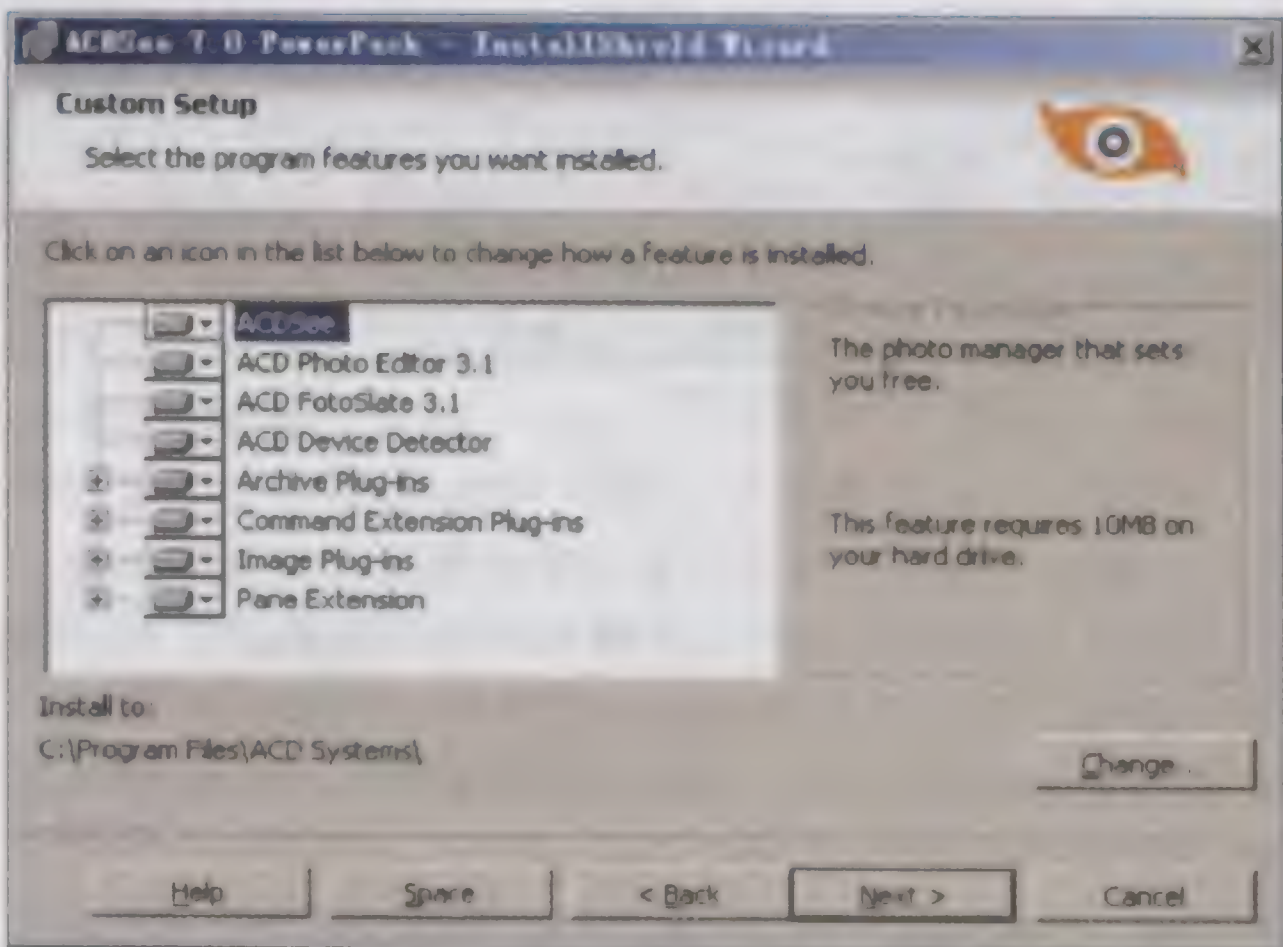 ACDSee 7.0 PowerPack - InstallShield Wizard
Custom Setup
Select the program features you want installed.
Click on an icon in the list below to change how a feature is installed.
ACDSee
ACD Photo Editor 3.1
ACD FotoSlate 3.1
ACD Device Detector
Archive Plug-ins
Command Extension Plug-ins
Image Plug-ins
Pane Extension
The photo manager that sets
you free.
This feature requires 10MB on
your hard drive.
Install to:
C:\Program Files\ACD Systems\
Change...
Help
Space
< Back
Next >
Cancel